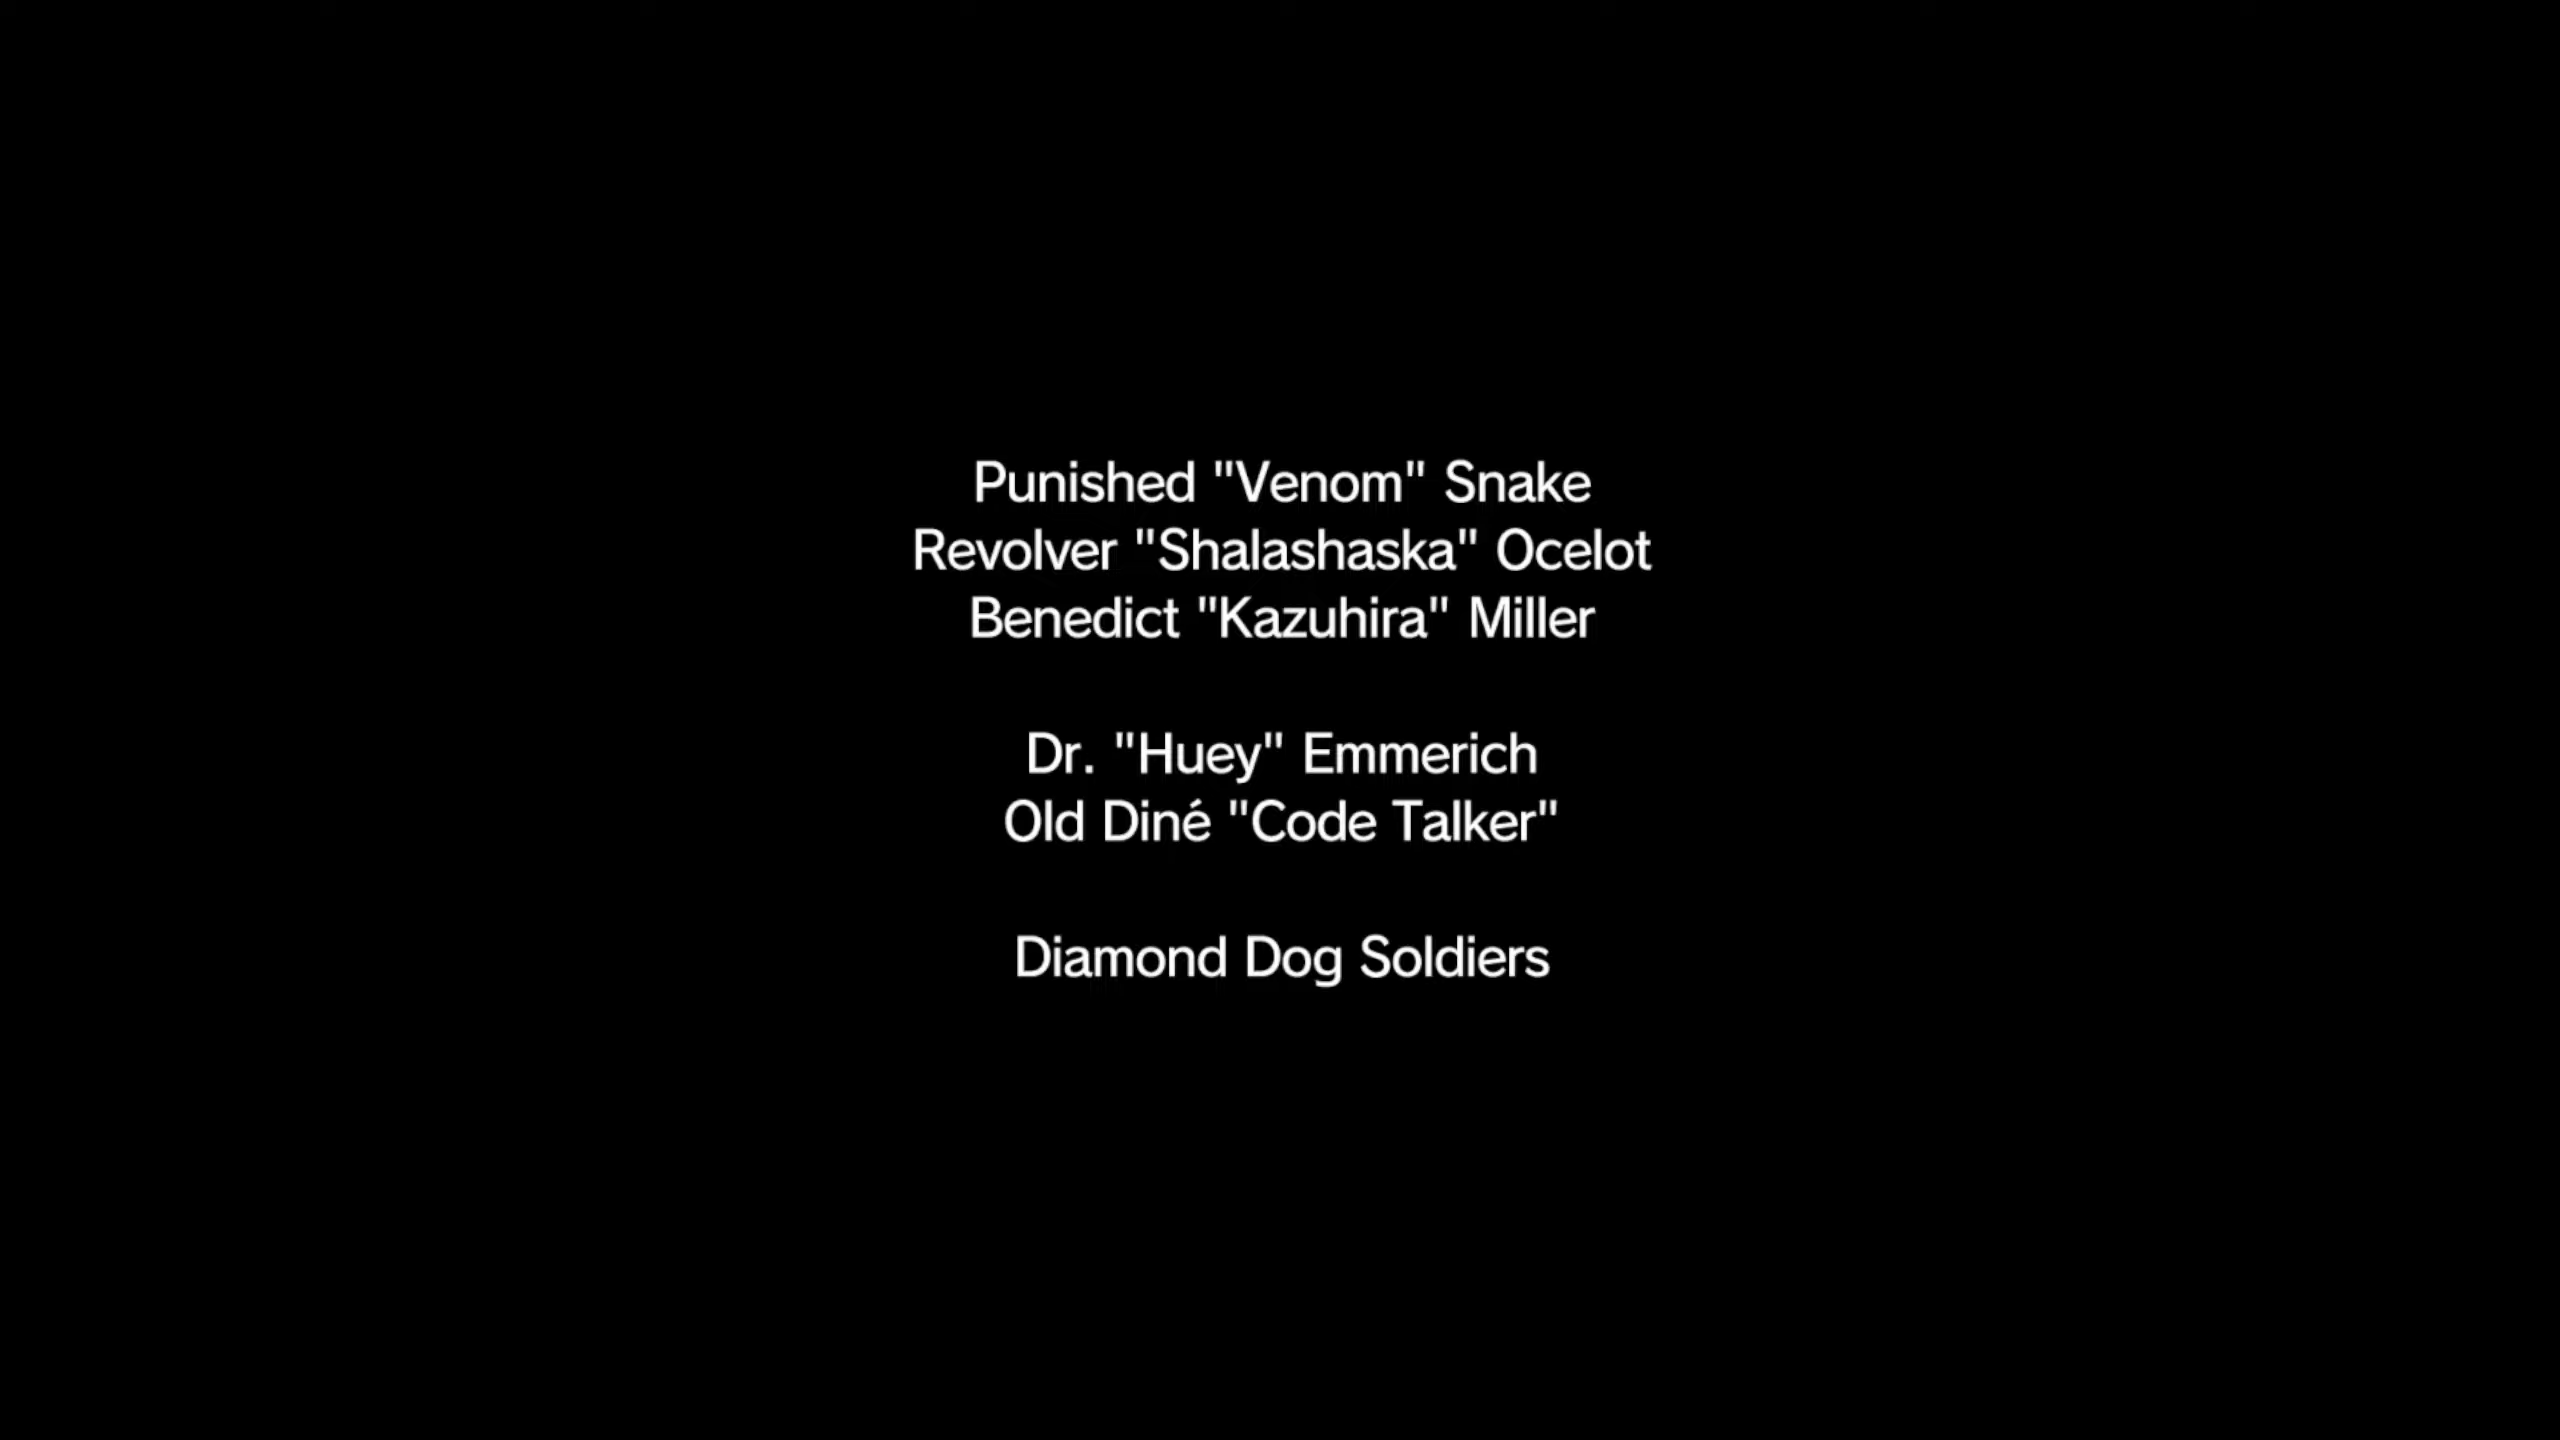 Punished "Venom" Snake
Revolver "Shalashaska" Ocelot
Benedict "Kazuhira" Miller
Dr. "Huey" Emmerich
Old Diné "Code Talker"
Diamond Dog Soldiers